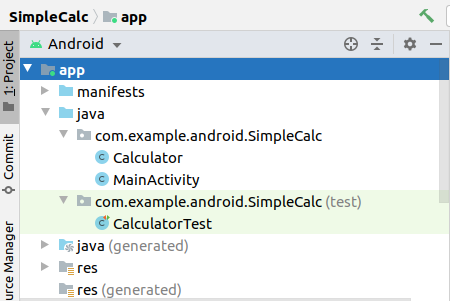 SimpleCalc app
Android
1: Project
app
manifests
java
com.example.android.SimpleCalc
Calculator
MainActivity
Commit
com.example.android.SimpleCalc (test)
CalculatorTest
java (generated)
res
res (generated)
Manager